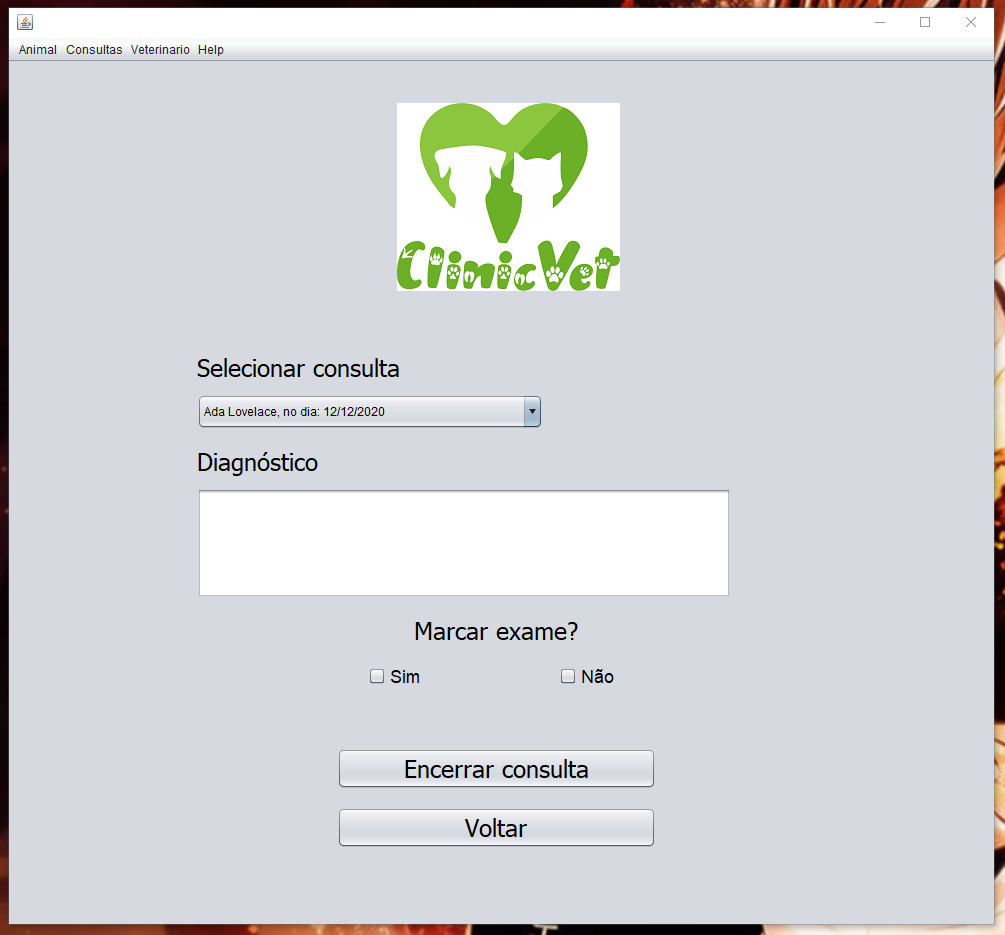 Animal Consultas Veterinario Help
ClinicVet
Selecionar consulta
Ada Lovelace, no dia: 12/12/2020
Diagnóstico
Marcar exame?
Sim Não
Encerrar consulta
Voltar